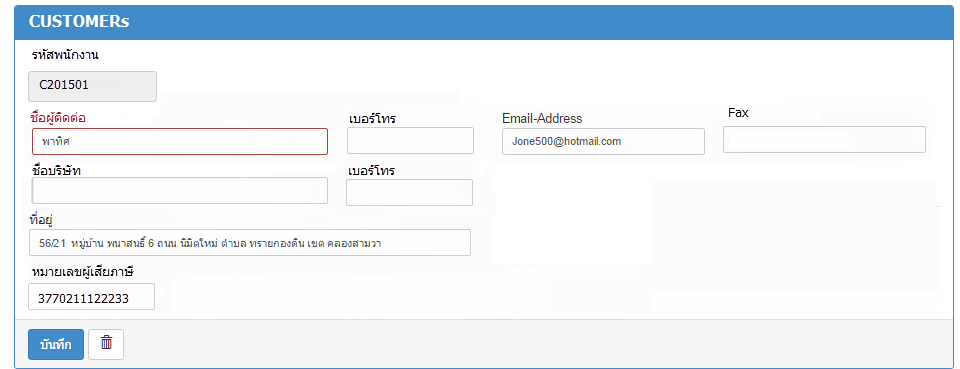 CUSTOMERs
รหัสพนักงาน
C201501
ชื่อผู้ติดต่อ เบอร์โทร Email-Address Fax
พาทิศ Jone500@hotmail.com
ชื่อบริษัท เบอร์โทร
ที่อยู่
56/21 หมู่บ้าน พนาสนธิ์ 6 ถนน นิมิตใหม่ ตำบล ทรายกองดิน เขต คลองสามวา
หมายเลขผู้เสียภาษี
3770211122233
บันทึก